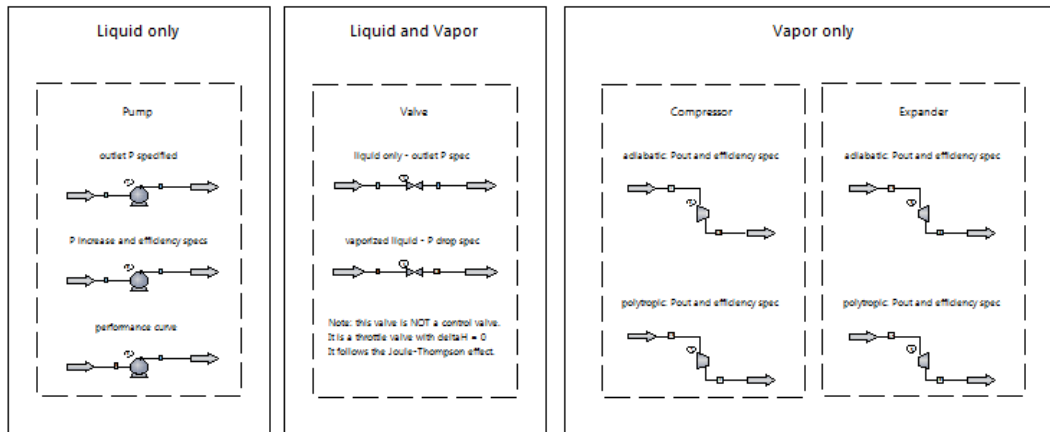 Liquid only
Pump
outlet P specified
P increase and efficiency specs
performance curve
Liquid and Vapor
Valve
liquid only - outlet P spec
vaporized liquid - P drop spec
Note: this valve is NOT a control valve.
It is a throttle valve with deltaH = 0
It follows the Joule-Thompson effect.
Vapor only
Compressor
adiabatic: Pout and efficiency spec
polytropic: Pout and efficiency spec
Expander
adiabatic: Pout and efficiency spec
polytropic: Pout and efficiency spec